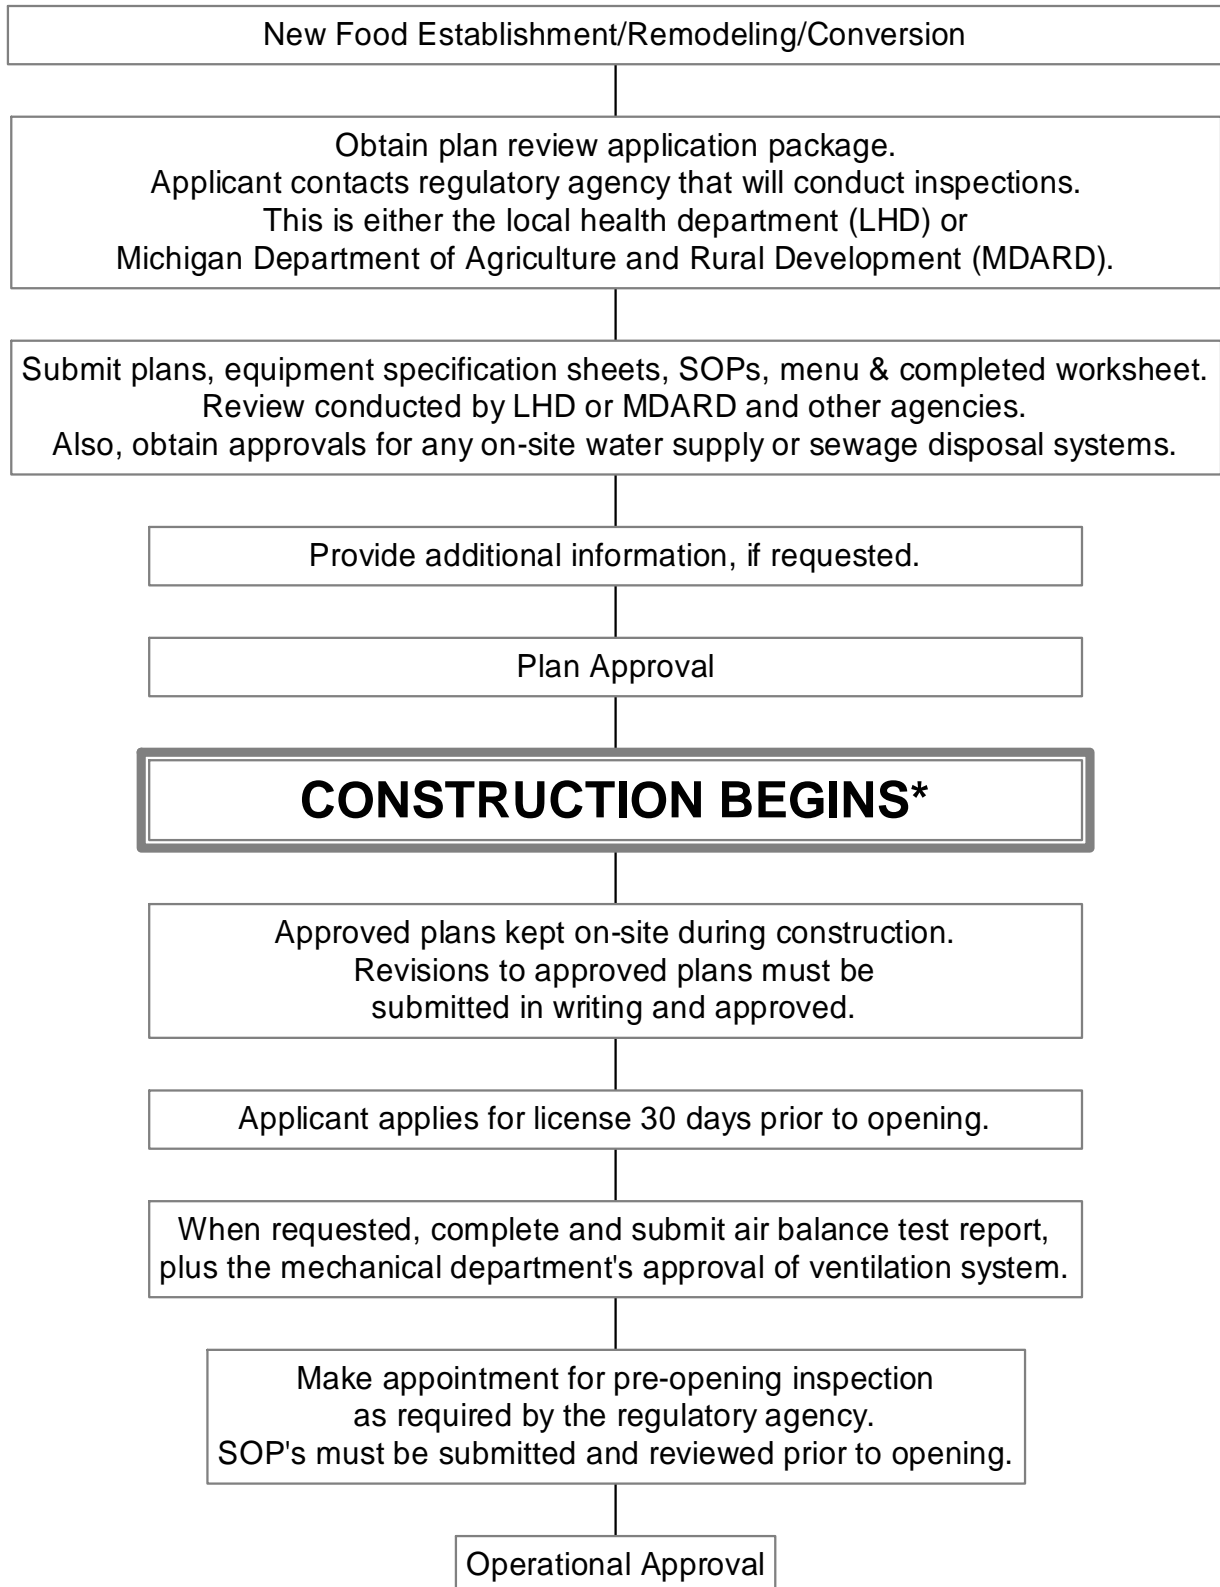 New Food Establishment/Remodeling/Conversion
Obtain plan review application package.
Applicant contacts regulatory agency that will conduct inspections.
This is either the local health department (LHD) or
Michigan Department of Agriculture and Rural Development (MDARD).
Submit plans, equipment specification sheets, SOPs, menu & completed worksheet.
Review conducted by LHD or MDARD and other agencies.
Also, obtain approvals for any on-site water supply or sewage disposal systems.
Provide additional information, if requested.
Plan Approval
CONSTRUCTION BEGINS*
Approved plans kept on-site during construction.
Revisions to approved plans must be
submitted in writing and approved.
Applicant applies for license 30 days prior to opening.
When requested, complete and submit air balance test report,
plus the mechanical department's approval of ventilation system.
Make appointment for pre-opening inspection
as required by the regulatory agency.
SOP's must be submitted and reviewed prior to opening.
Operational Approval